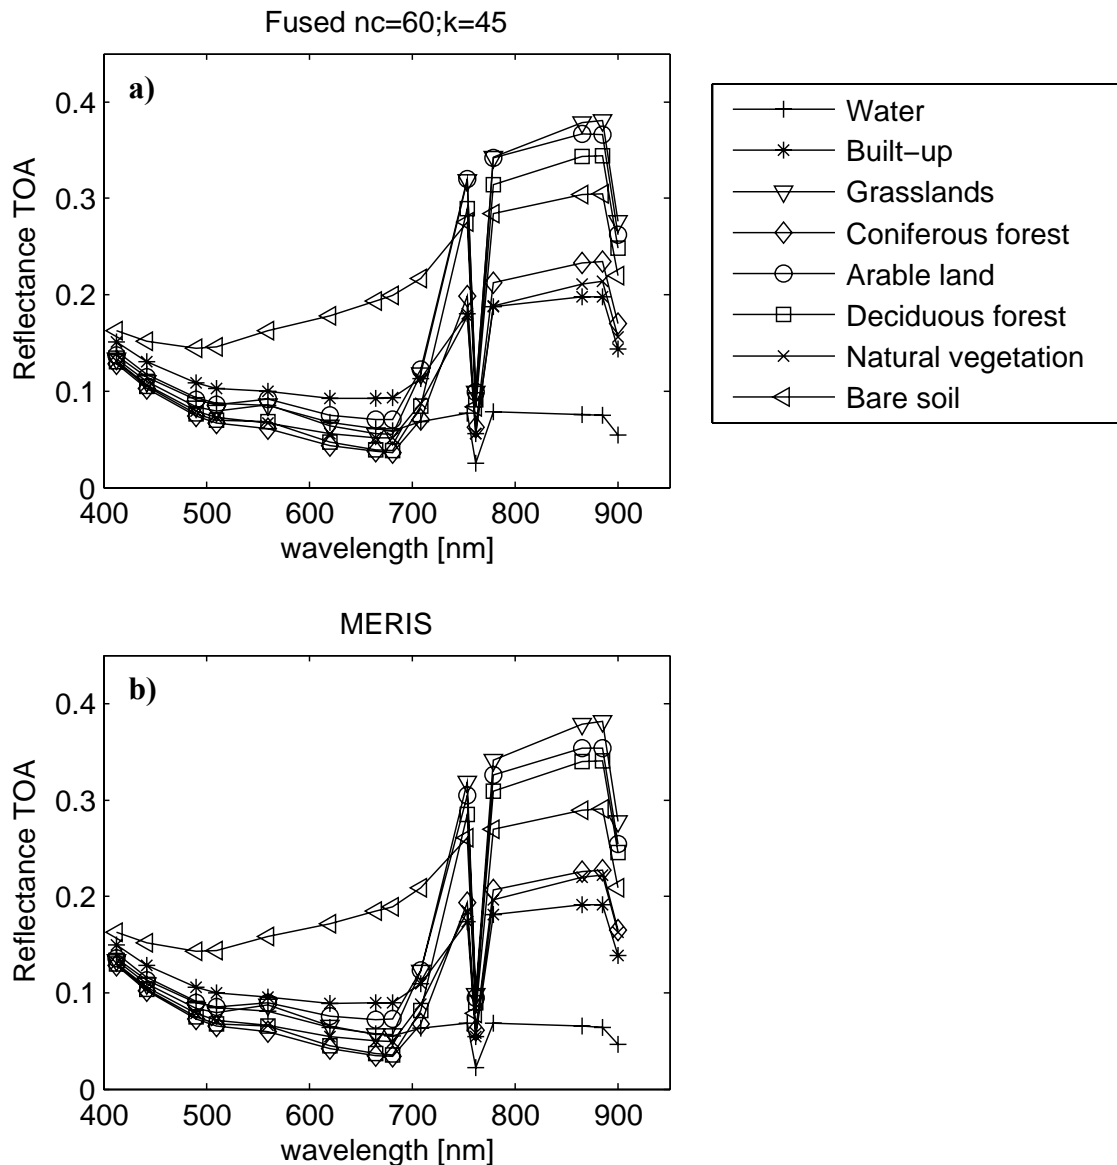 Fused nc=60;k=45
a)
0.4
0.3
0.2
0.1
0
Reflectance TOA
400 500 600 700 800 900
wavelength [nm]
Water
Built−up
Grasslands
Coniferous forest
Arable land
Deciduous forest
Natural vegetation
Bare soil
MERIS
b)
0.4
0.3
0.2
0.1
0
Reflectance TOA
400 500 600 700 800 900
wavelength [nm]